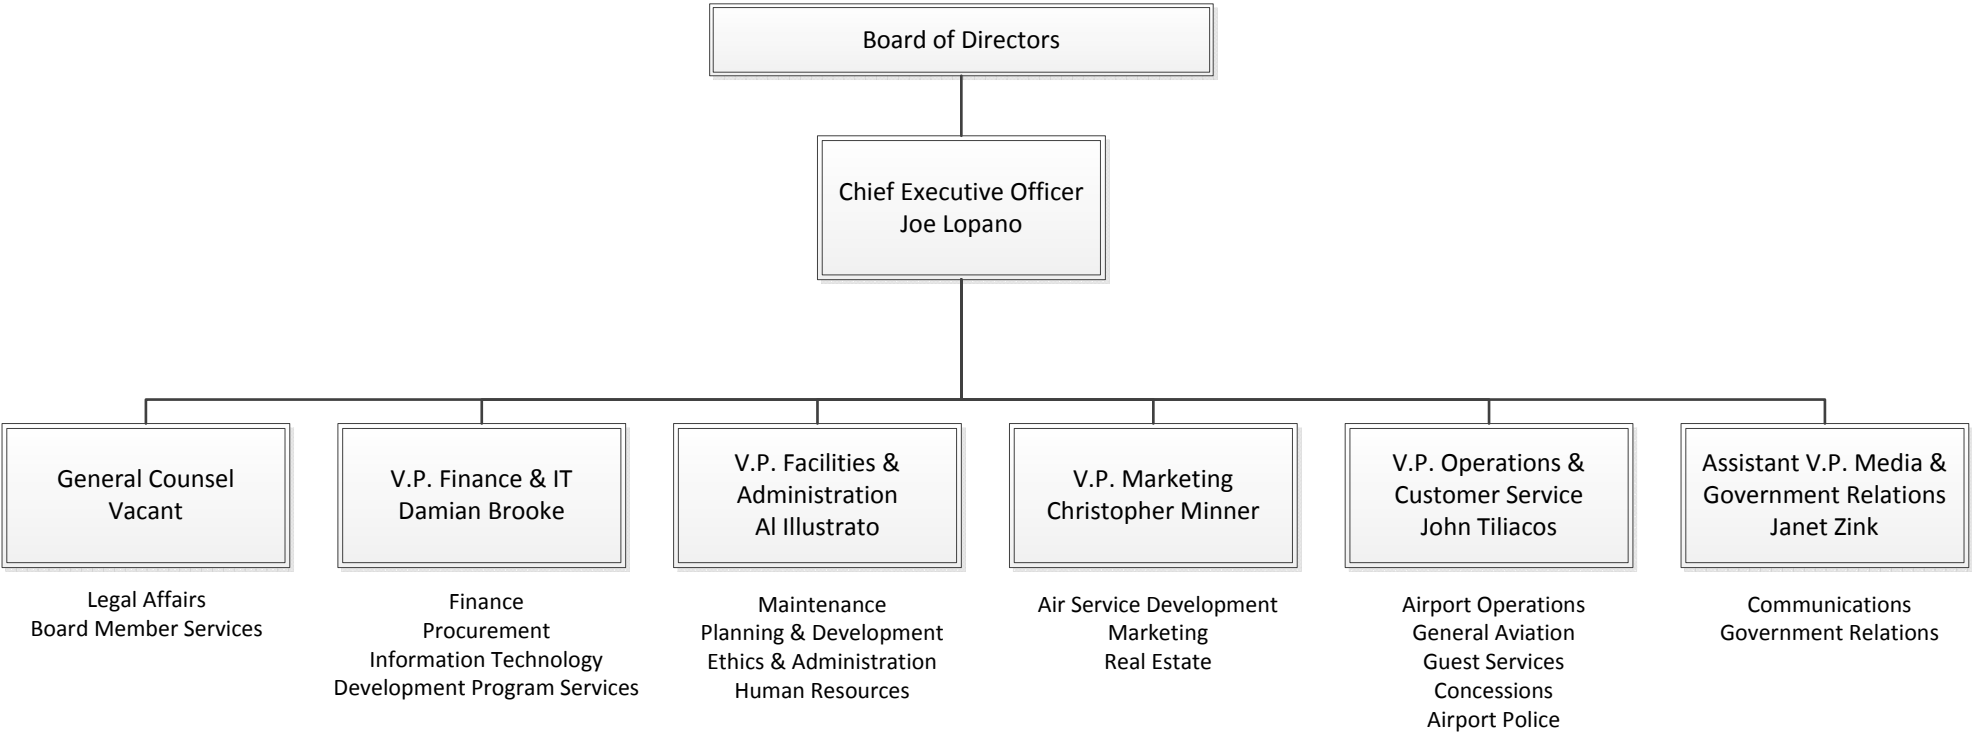 Board of Directors
Chief Executive Officer
Joe Lopano
General Counsel
Vacant
Legal Affairs
Board Member Services
V.P. Finance & IT
Damian Brooke
Finance
Procurement
Information Technology
Development Program Services
V.P. Facilities &
Administration
Al Illustrato
Maintenance
Planning & Development
Ethics & Administration
Human Resources
V.P. Marketing
Christopher Minner
Air Service Development
Marketing
Real Estate
V.P. Operations &
Customer Service
John Tiliacos
Airport Operations
General Aviation
Guest Services
Concessions
Airport Police
Assistant V.P. Media &
Government Relations
Janet Zink
Communications
Government Relations